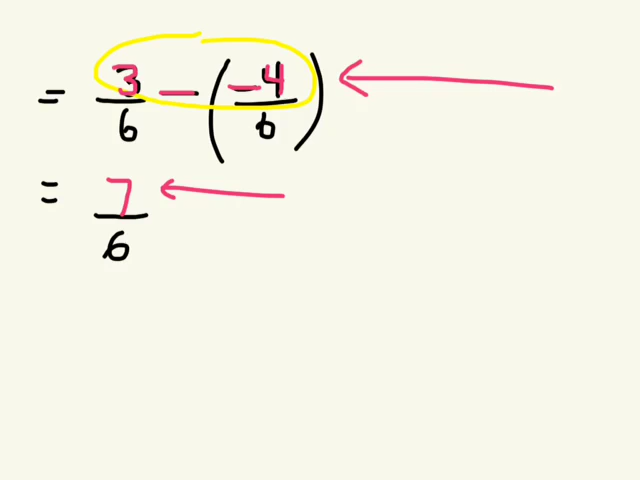 = 3/6 - (-4/6)
= 7/6